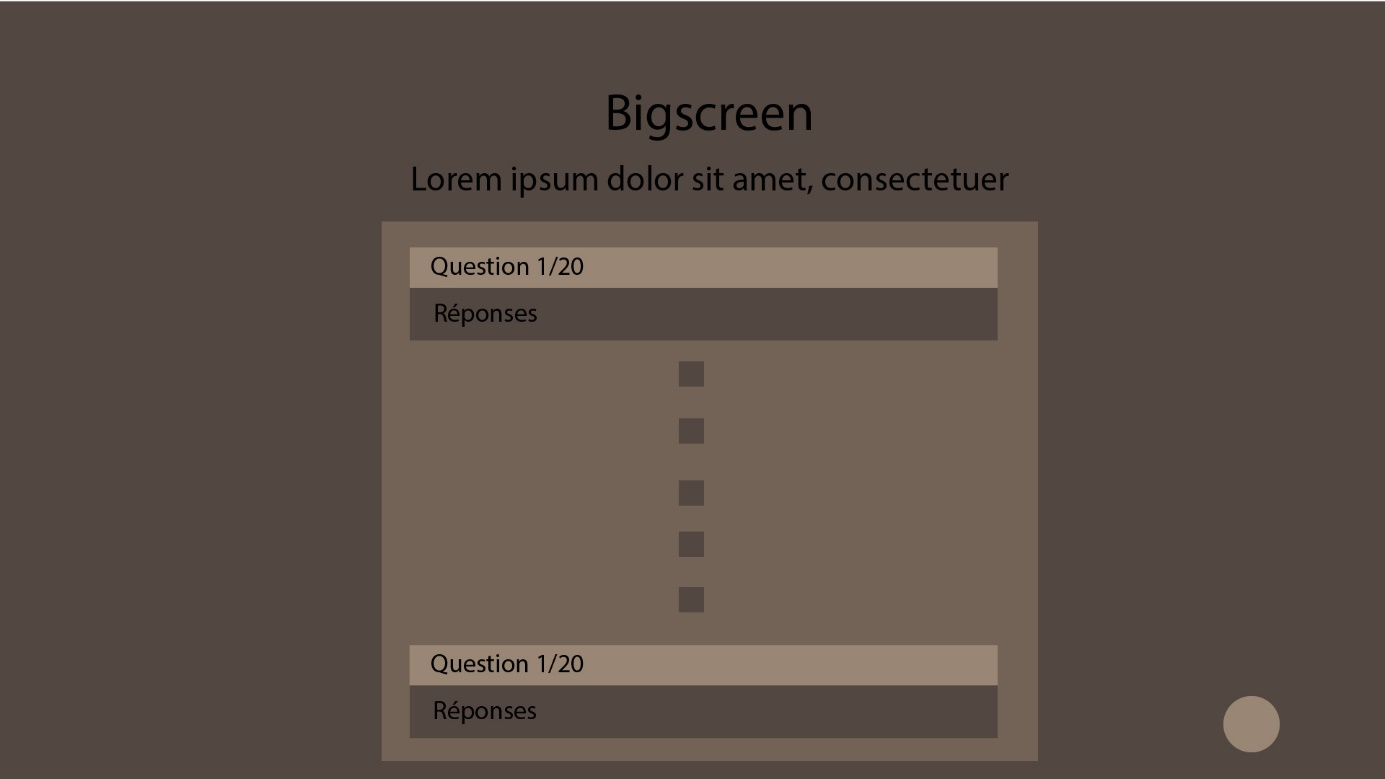 Bigscreen
Lorem ipsum dolor sit amet, consectetuer
Question 1/20
Réponses
Question 1/20
Réponses